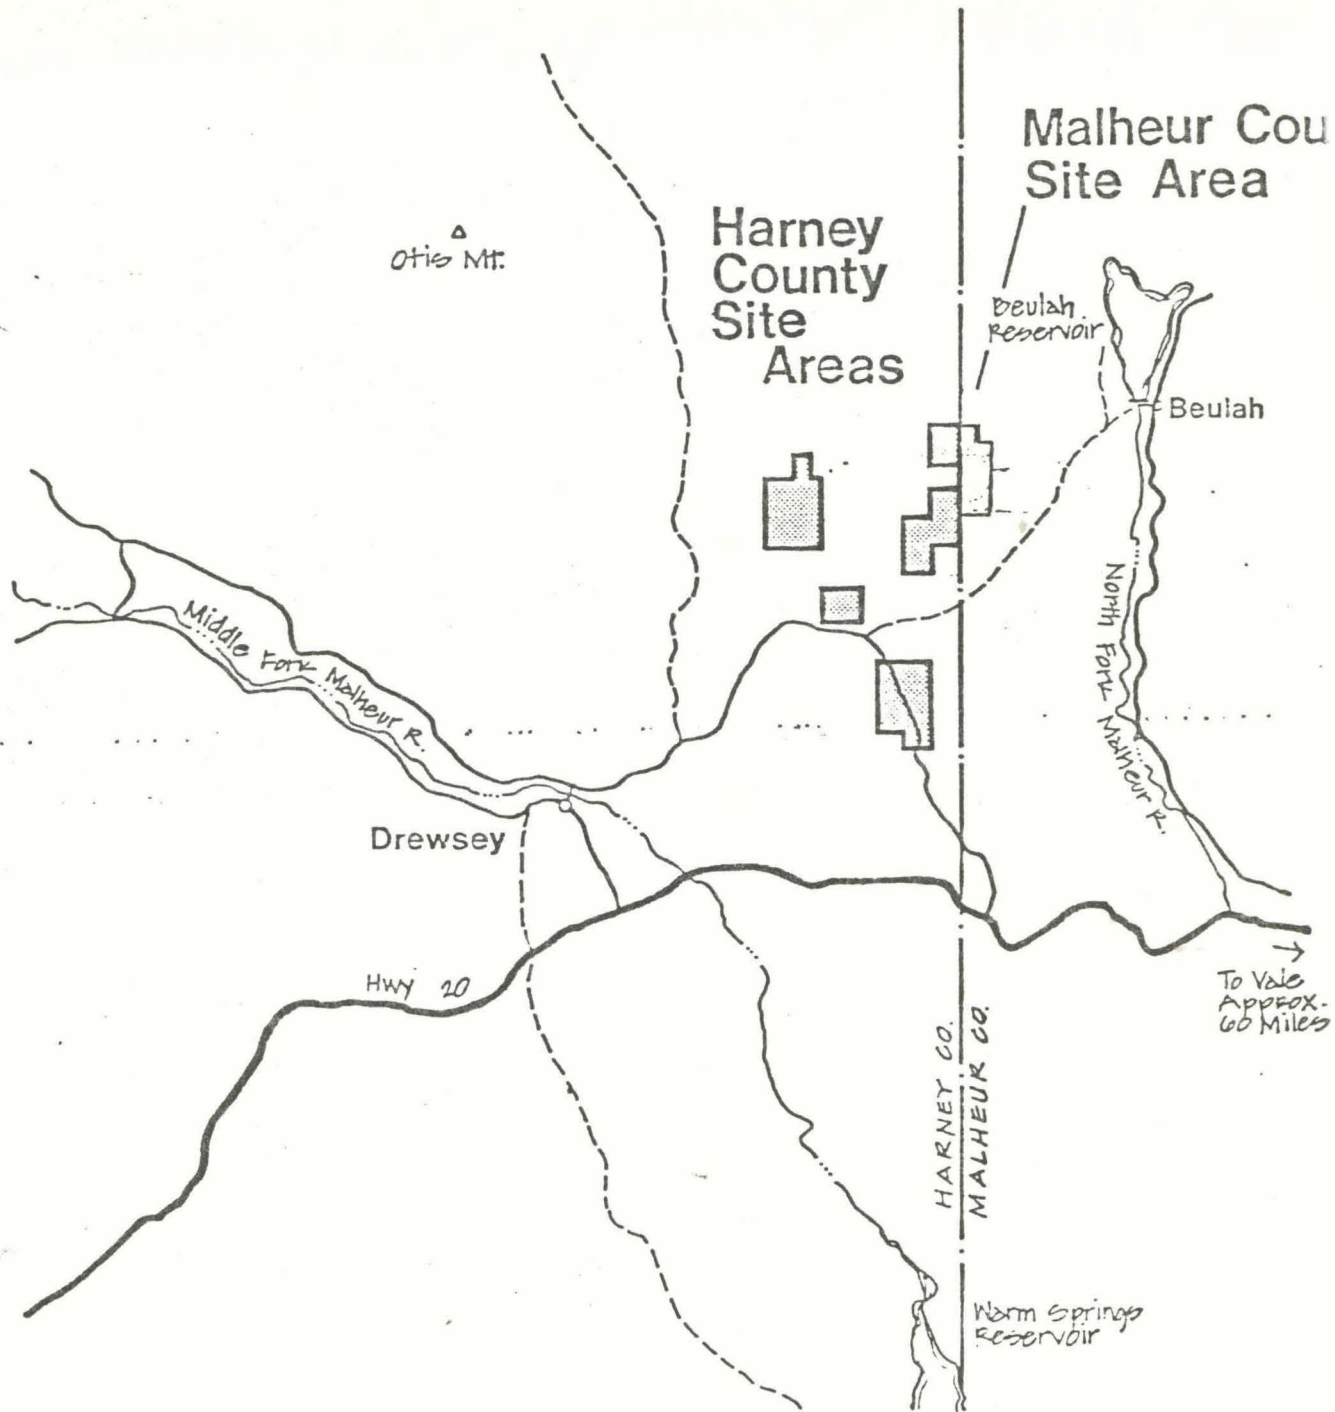 Malheur Cou
Site Area
Harney
County
Site
Areas
Otis Mt.
Beulah
Reservoir
Beulah
Middle Fork Malheur R.
North Fork Malheur R.
Drewsey
Hwy 20
To Vale
Approx.
60 Miles
HARNEY CO.
MALHEUR CO.
Warm Springs
Reservoir